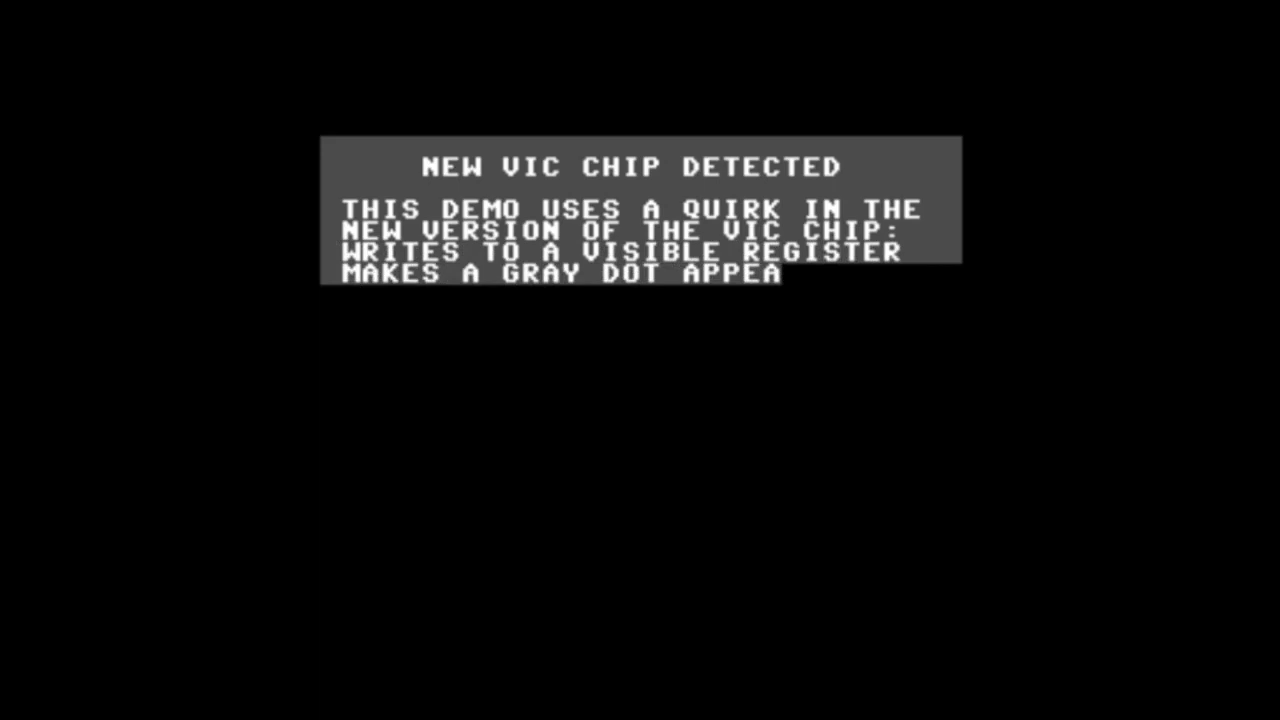 NEW VIC CHIP DETECTED
THIS DEMO USES A QUIRK IN THE
NEW VERSION OF THE VIC CHIP:
WRITES TO A VISIBLE REGISTER
MAKES A GRAY DOT APPEA